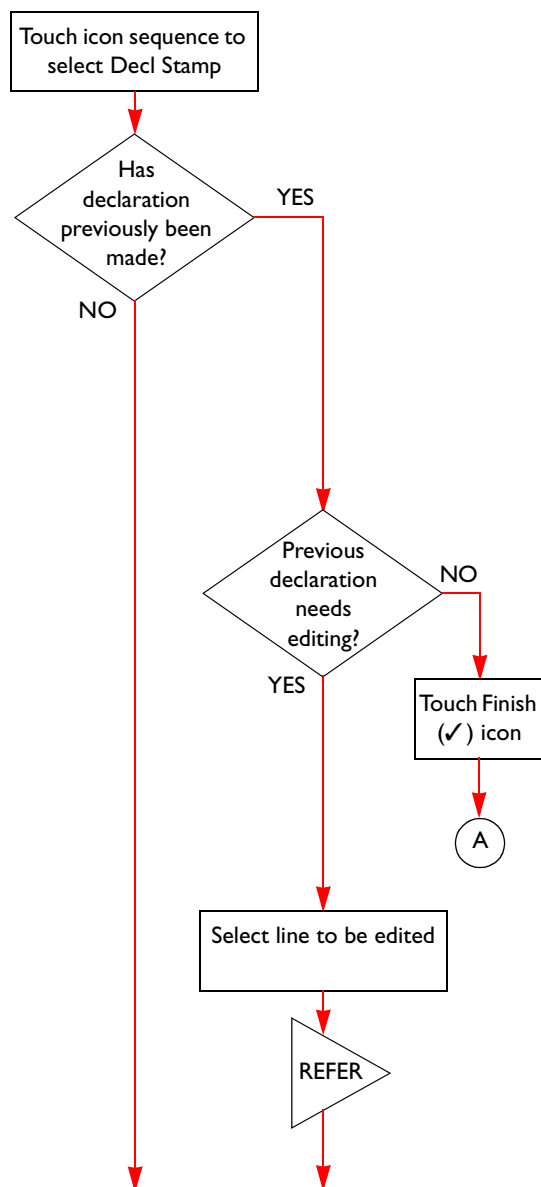 Touch icon sequence to
select Decl Stamp
Has
declaration
previously been
made?
YES
NO
Previous
declaration
needs
editing?
NO
YES
Touch Finish
(✓) icon
A
Select line to be edited
REFER